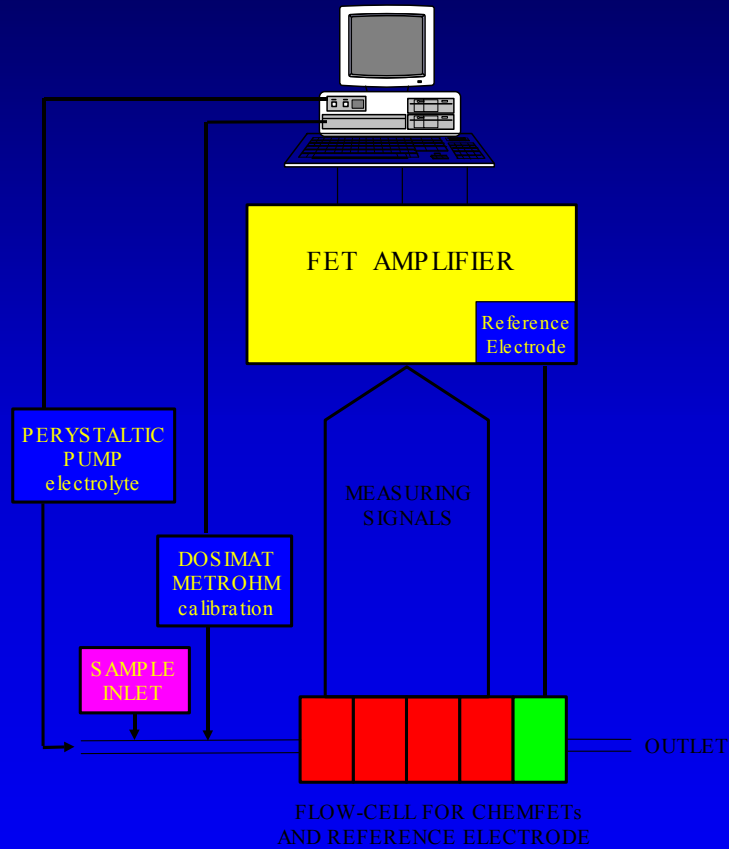 FET AMPLIFIER
Reference
Electrode
PERYSTALTIC
PUMP
electrolyte
MEASURING
SIGNALS
DOSIMAT
METROHM
calibration
SAMPLE
INLET
OUTLET
FLOW-CELL FOR CHEMFETs
AND REFERENCE ELECTRODE